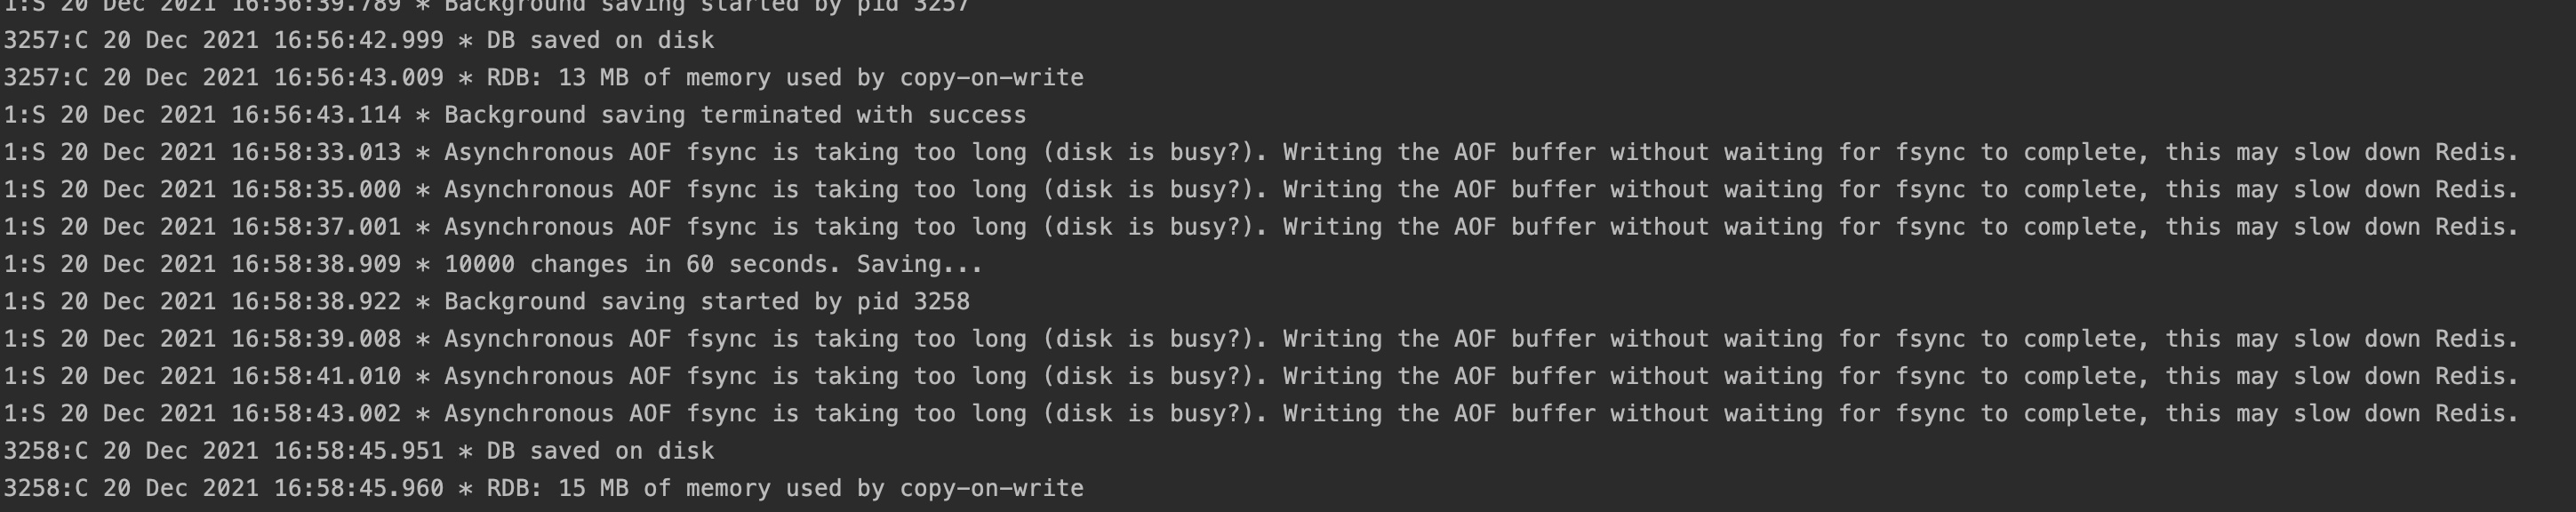 1:S 20 Dec 2021 16:56:39.789 * Background saving started by pid 3257
3257:C 20 Dec 2021 16:56:42.999 * DB saved on disk
3257:C 20 Dec 2021 16:56:43.009 * RDB: 13 MB of memory used by copy-on-write
1:S 20 Dec 2021 16:56:43.114 * Background saving terminated with success
1:S 20 Dec 2021 16:58:33.013 * Asynchronous AOF fsync is taking too long (disk is busy?). Writing the AOF buffer without waiting for fsync to complete, this may slow down Redis.
1:S 20 Dec 2021 16:58:35.000 * Asynchronous AOF fsync is taking too long (disk is busy?). Writing the AOF buffer without waiting for fsync to complete, this may slow down Redis.
1:S 20 Dec 2021 16:58:37.001 * Asynchronous AOF fsync is taking too long (disk is busy?). Writing the AOF buffer without waiting for fsync to complete, this may slow down Redis.
1:S 20 Dec 2021 16:58:38.909 * 10000 changes in 60 seconds. Saving...
1:S 20 Dec 2021 16:58:38.922 * Background saving started by pid 3258
1:S 20 Dec 2021 16:58:39.008 * Asynchronous AOF fsync is taking too long (disk is busy?). Writing the AOF buffer without waiting for fsync to complete, this may slow down Redis.
1:S 20 Dec 2021 16:58:41.010 * Asynchronous AOF fsync is taking too long (disk is busy?). Writing the AOF buffer without waiting for fsync to complete, this may slow down Redis.
1:S 20 Dec 2021 16:58:43.002 * Asynchronous AOF fsync is taking too long (disk is busy?). Writing the AOF buffer without waiting for fsync to complete, this may slow down Redis.
3258:C 20 Dec 2021 16:58:45.951 * DB saved on disk
3258:C 20 Dec 2021 16:58:45.960 * RDB: 15 MB of memory used by copy-on-write